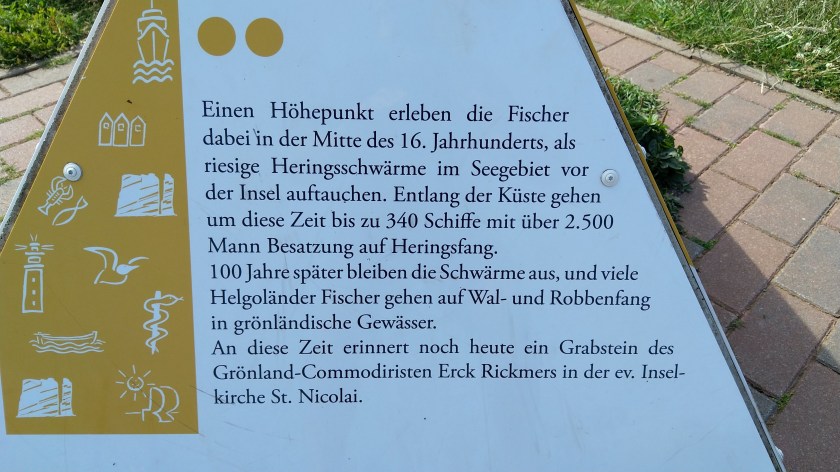 Einen Höhepunkt erleben die Fischer
dabei in der Mitte des 16. Jahrhunderts, als
riesige Heringsschwärme im Seegebiet vor
der Insel auftauchen. Entlang der Küste gehen
um diese Zeit bis zu 340 Schiffe mit über 2.500
Mann Besatzung auf Heringsfang.
100 Jahre später bleiben die Schwärme aus, und viele
Helgoländer Fischer gehen auf Wal- und Robbenfang
in grönländische Gewässer.
An diese Zeit erinnert noch heute ein Grabstein des
Grönland-Commodiristen Erck Rickmers in der ev. Insel-
kirche St. Nicolai.